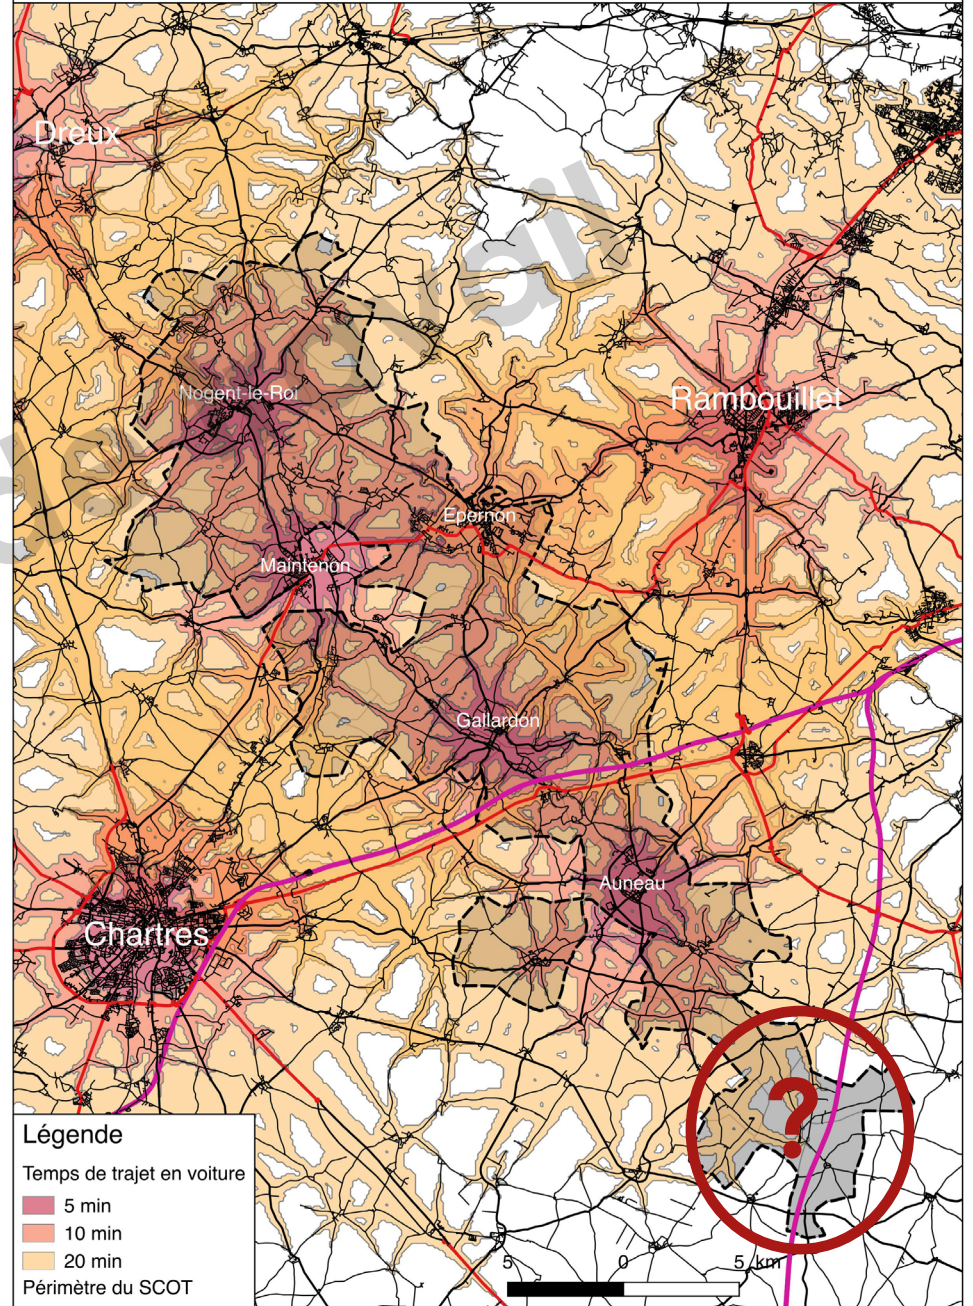 Dreux
Nogent-le-Roi
Rambouillet
Epernon
Maintenon
Gallardon
Auneau
Chartres
?
Légende
Temps de trajet en voiture
5 min
10 min
20 min
Périmètre du SCOT
5 0 5 km